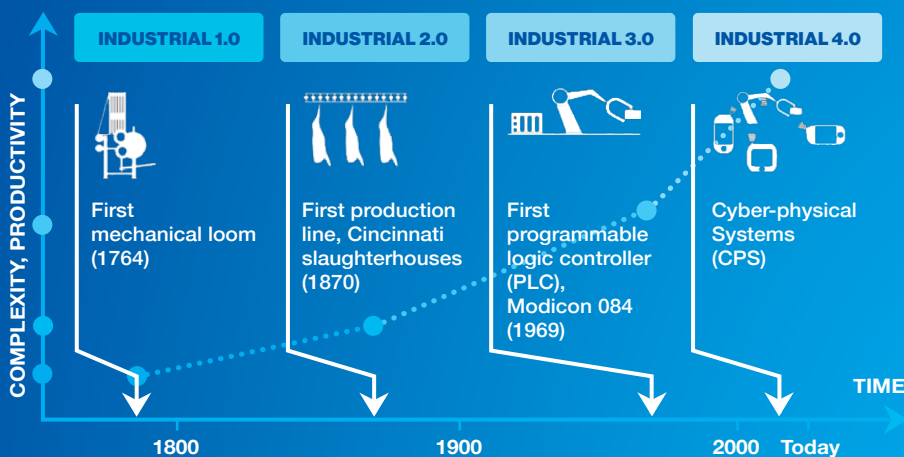 INDUSTRIAL 1.0
INDUSTRIAL 2.0
INDUSTRIAL 3.0
INDUSTRIAL 4.0
COMPLEXITY, PRODUCTIVITY
First
mechanical loom
(1764)
First production
line, Cincinnati
slaughterhouses
(1870)
First
programmable
logic controller
(PLC),
Modicon 084
(1969)
Cyber-physical
Systems
(CPS)
TIME
1800
1900
2000
Today